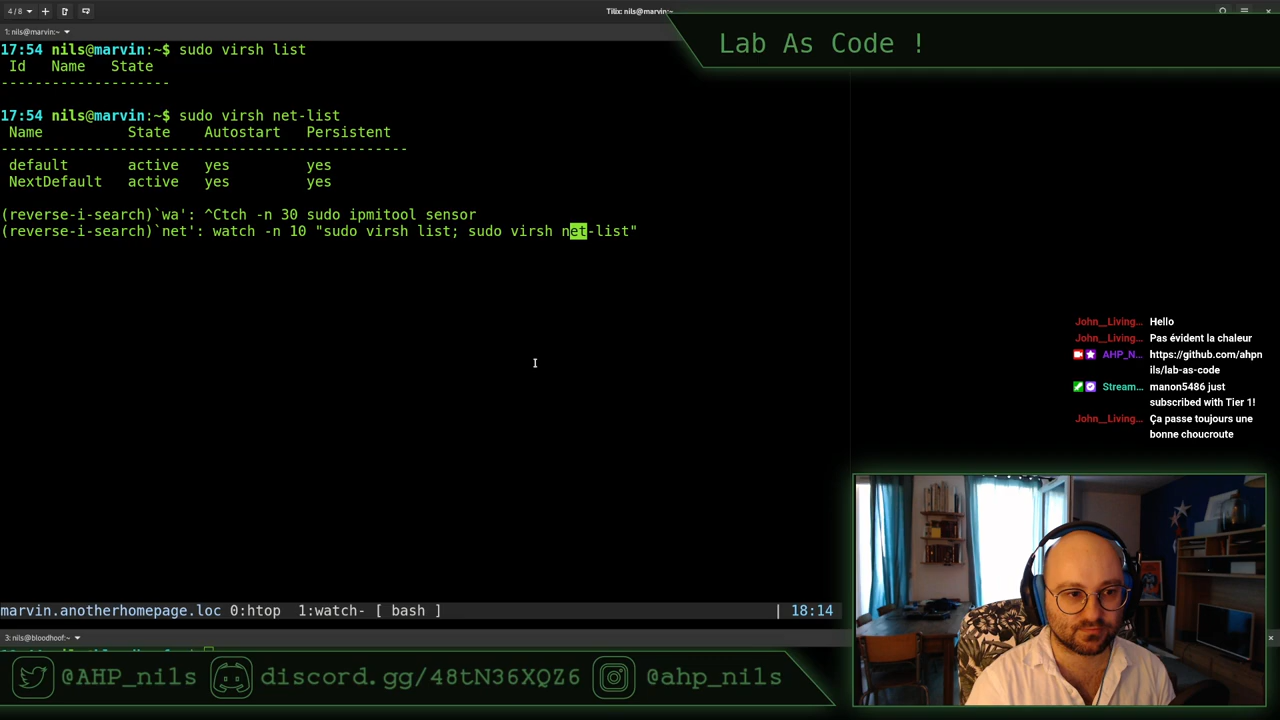 4 / 8
Tilix: nils@marvin:~
1: nils@marvin:~
Lab As Code !
17:54 nils@marvin:~$ sudo virsh list
Id Name State
--------------------
17:54 nils@marvin:~$ sudo virsh net-list
Name State Autostart Persistent
------------------------------------------------
default active yes yes
NextDefault active yes yes
(reverse-i-search)`wa': ^Ctch -n 30 sudo ipmitool sensor
(reverse-i-search)`net': watch -n 10 "sudo virsh list; sudo virsh net-list"
John__Living... Hello
John__Living... Pas évident la chaleur
AHP_N... https://github.com/ahpn
ils/lab-as-code
Stream... manon5486 just
subscribed with Tier 1!
John__Living... Ça passe toujours une
bonne choucroute
marvin.anotherhomepage.loc 0:htop 1:watch- [ bash ] | 18:14
3: nils@bloodhoof:~
@AHP_nils discord.gg/48tN36XQZ6 @ahp_nils